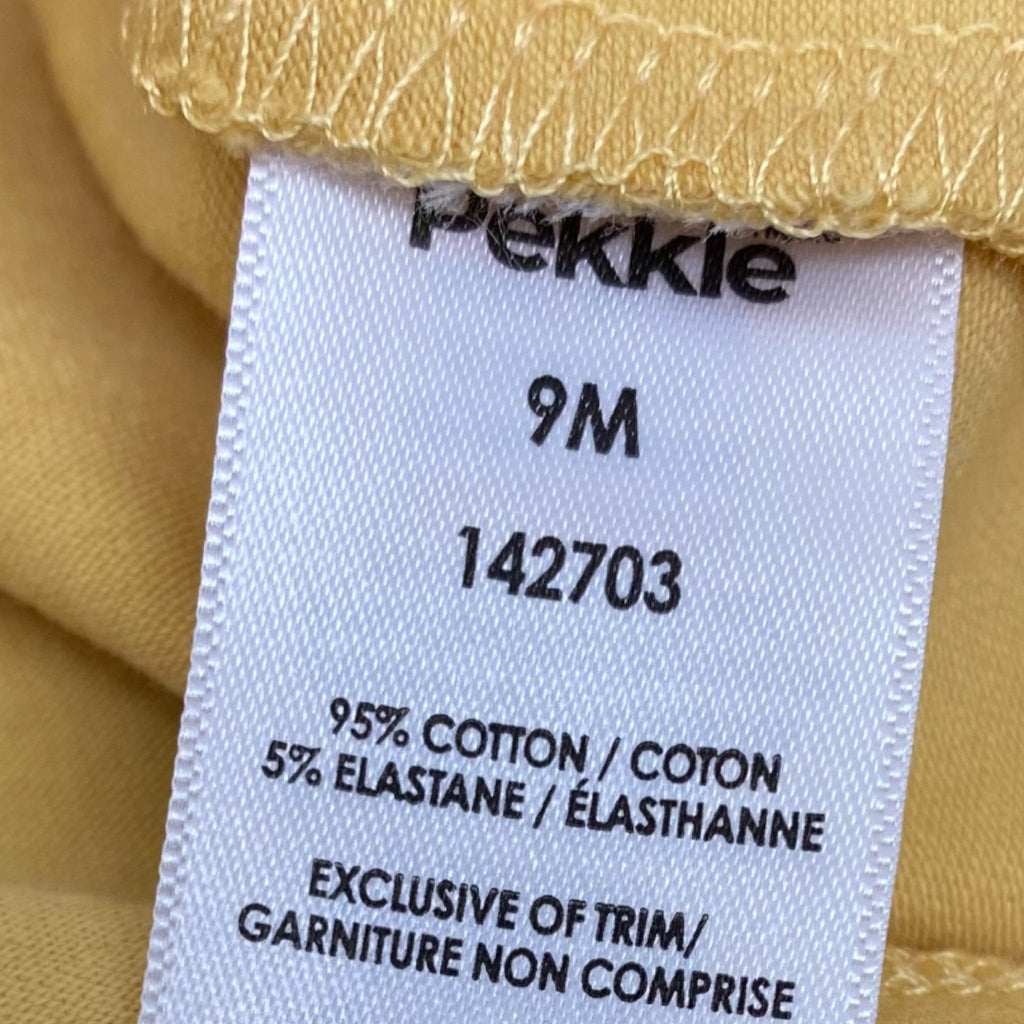 Pekkle
9M
142703
95% COTTON / COTON
5% ELASTANE / ÉLASTHANNE
EXCLUSIVE OF TRIM/
GARNITURE NON COMPRISE